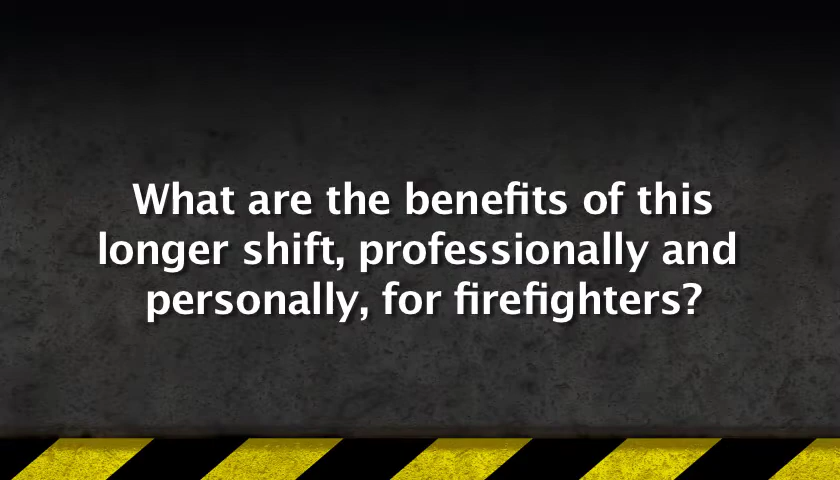 What are the benefits of this
longer shift, professionally and
personally, for firefighters?